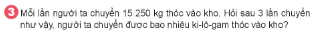 3 Mỗi lần người ta chuyển 15 250 kg thóc vào kho. Hỏi sau 3 lần chuyển
như vậy, người ta chuyển được bao nhiêu ki-lô-gam thóc vào kho?